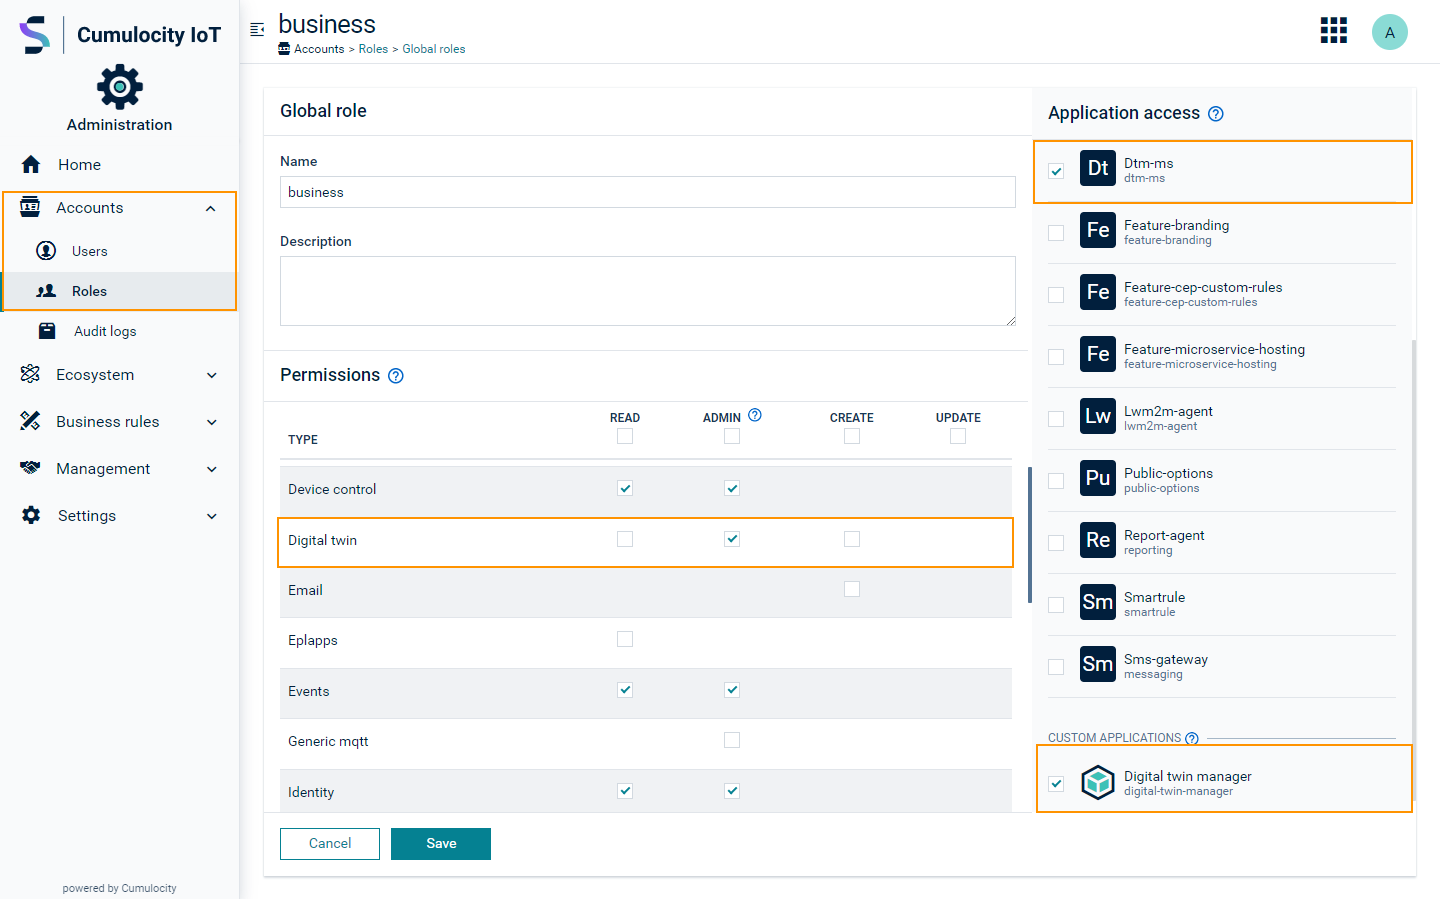 Cumulocity IoT
Administration
Home
Accounts
Users
Roles
Audit logs
Ecosystem
Business rules
Management
Settings
powered by Cumulocity
business
Accounts > Roles > Global roles
A
Global role
Name
business
Description
Permissions ?
TYPE READ ADMIN ? CREATE UPDATE
Device control
Digital twin
Email
Eplapps
Events
Generic mqtt
Identity
Cancel Save
Application access ?
Dt Dtm-ms
dtm-ms
Fe Feature-branding
feature-branding
Fe Feature-cep-custom-rules
feature-cep-custom-rules
Fe Feature-microservice-hosting
feature-microservice-hosting
Lw Lwm2m-agent
lwm2m-agent
Pu Public-options
public-options
Re Report-agent
reporting
Sm Smartrule
smartrule
Sm Sms-gateway
messaging
CUSTOM APPLICATIONS ?
Digital twin manager
digital-twin-manager